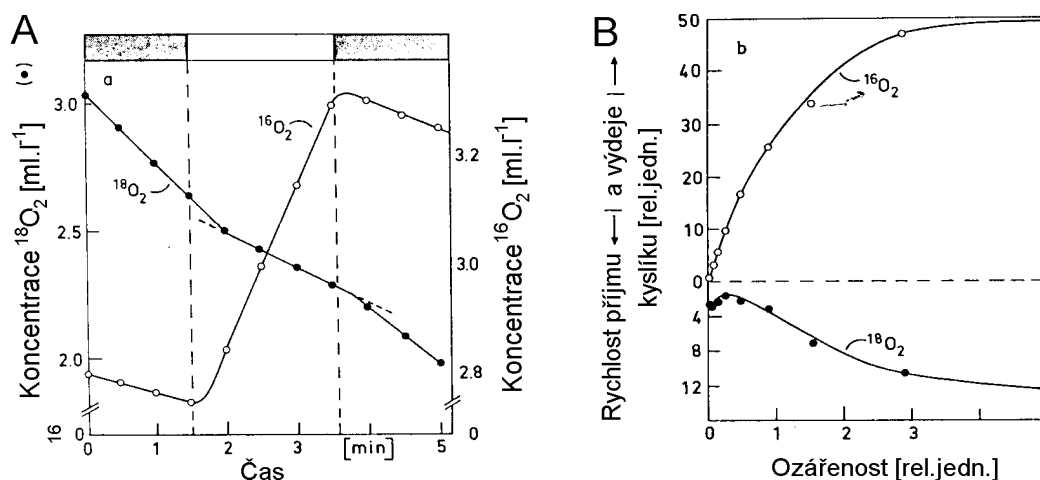 A
(•)
a
Koncentrace ¹⁸O₂ [ml.l⁻¹]
3.0
2.5
2.0
16
0
1
2
3
[min]
5
Čas
¹⁶O₂
¹⁸O₂
3.2
3.0
2.8
0
Koncentrace ¹⁶O₂ [ml.l⁻¹]
B
b
Rychlost příjmu ←| a výdeje |→
kyslíku [rel.jedn.]
50
40
30
20
10
0
4
8
12
¹⁶O₂
¹⁸O₂
0
1
2
3
Ozářenost [rel.jedn.]